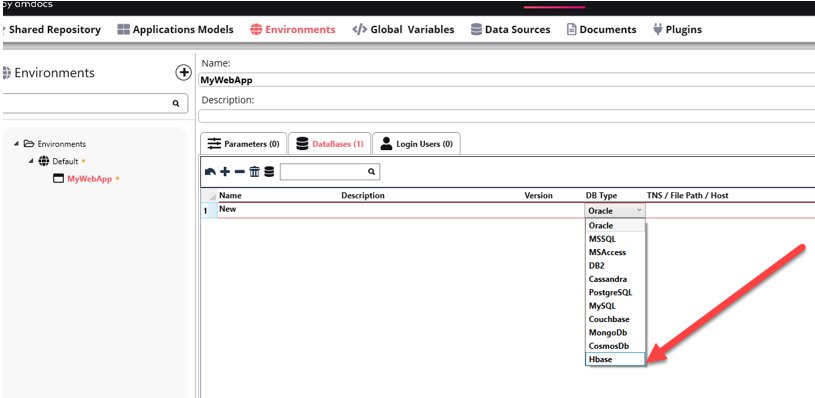 by amdocs
Shared Repository Applications Models Environments Global Variables Data Sources Documents Plugins
Environments
Name:
MyWebApp
Description:
Environments
Default
MyWebApp
Parameters (0) DataBases (1) Login Users (0)
Name Description Version DB Type TNS / File Path / Host
1 New Oracle
Oracle
MSSQL
MSAccess
DB2
Cassandra
PostgreSQL
MySQL
Couchbase
MongoDb
CosmosDb
Hbase